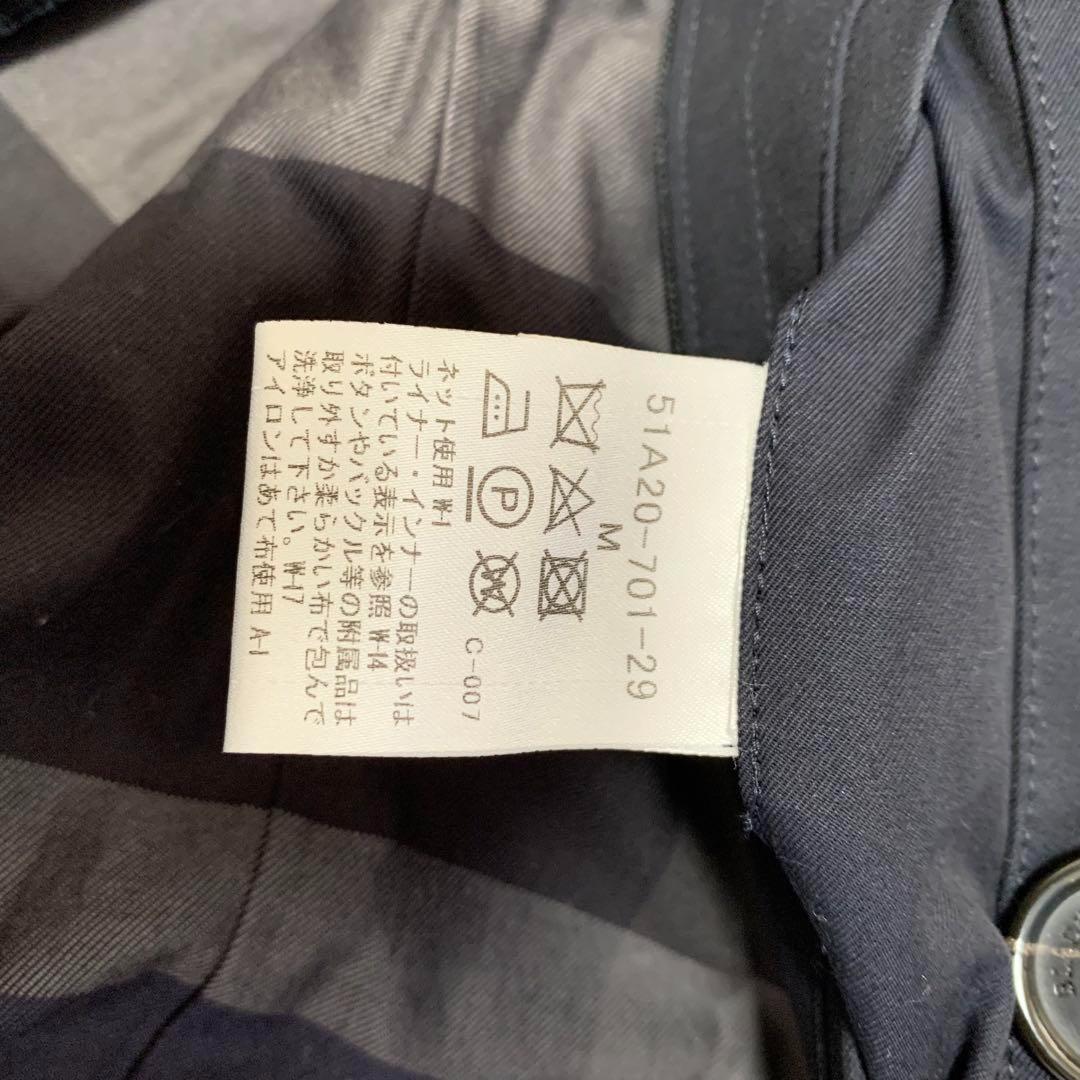 51A20-701-29
M
P
W
C-007
ネット使用 W-1
ライナー・インナーの取扱いは
付いている表示を参照 W-14
ボタンやバックル等の附属品は
取り外すか柔らかい布で包んで
洗浄して下さい。W-17
アイロンはあて布使用 A-1